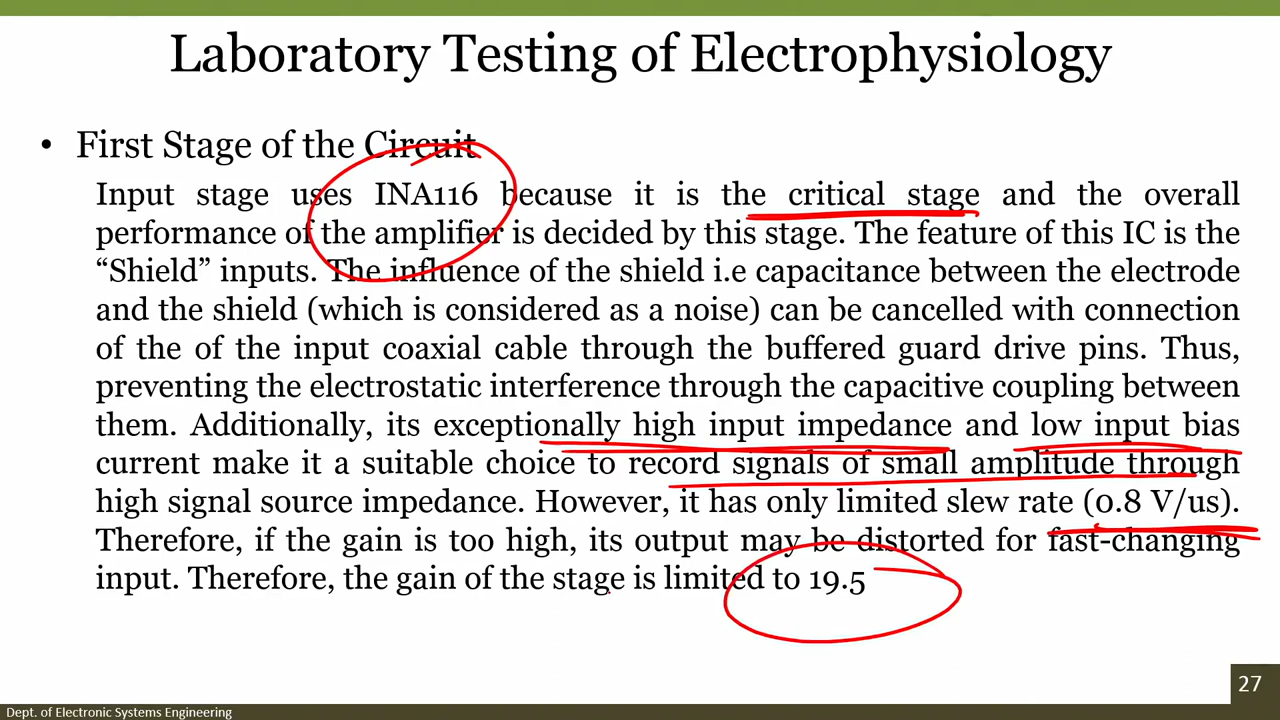 Laboratory Testing of Electrophysiology
• First Stage of the Circuit
Input stage uses INA116 because it is the critical stage and the overall
performance of the amplifier is decided by this stage. The feature of this IC is the
“Shield” inputs. The influence of the shield i.e capacitance between the electrode
and the shield (which is considered as a noise) can be cancelled with connection
of the of the input coaxial cable through the buffered guard drive pins. Thus,
preventing the electrostatic interference through the capacitive coupling between
them. Additionally, its exceptionally high input impedance and low input bias
current make it a suitable choice to record signals of small amplitude through
high signal source impedance. However, it has only limited slew rate (0.8 V/us).
Therefore, if the gain is too high, its output may be distorted for fast-changing
input. Therefore, the gain of the stage is limited to 19.5
27
Dept. of Electronic Systems Engineering